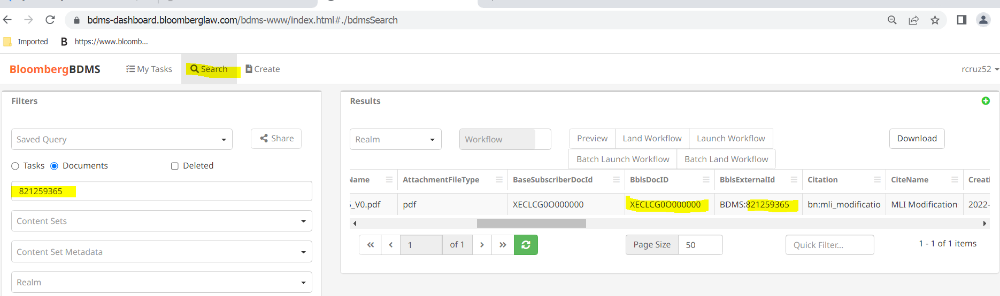 bdms-dashboard.bloomberglaw.com/bdms-www/index.html#./bdmsSearch
Imported B https://www.bloomb...
BloombergBDMS My Tasks Search Create rcruz52
Filters
Saved Query Share
Tasks Documents Deleted
821259365
Content Sets
Content Set Metadata
Realm
Results
Realm Workflow Preview Land Workflow Launch Workflow Download
Batch Launch Workflow Batch Land Workflow
Name AttachmentFileType BaseSubscriberDocId BblsDocID BblsExternalId Citation CiteName Creati
5_V0.pdf pdf XECLCG0O000000 XECLCG0O000000 BDMS:821259365 bn:mli_modificatio MLI Modification: 2022-
1 of 1 Page Size 50 Quick Filter... 1 - 1 of 1 items